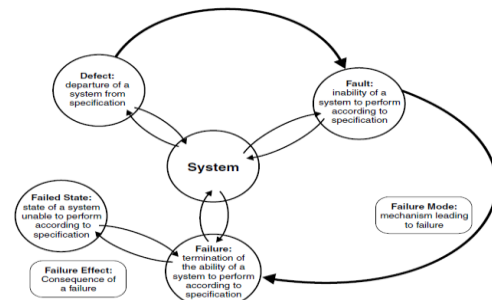 Defect:
departure of a
system from
specification
Fault:
inability of a
system to perform
according to
specification
System
Failed State:
state of a system
unable to perform
according to
specification
Failure Mode:
mechanism leading
to failure
Failure Effect:
Consequence of
a failure
Failure:
termination of
the ability of a
system to perform
according to
specification